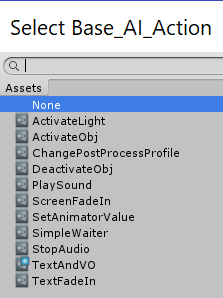 Select Base_AI_Action
Assets
None
ActivateLight
ActivateObj
ChangePostProcessProfile
DeactivateObj
PlaySound
ScreenFadeIn
SetAnimatorValue
SimpleWaiter
StopAudio
TextAndVO
TextFadeIn